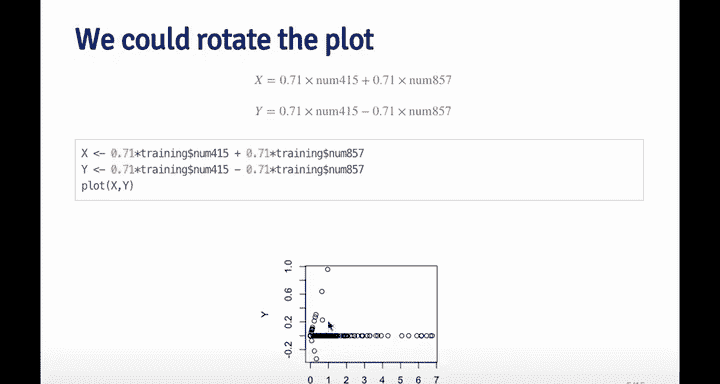 We could rotate the plot
X = 0.71 × num415 + 0.71 × num857
Y = 0.71 × num415 − 0.71 × num857
X <- 0.71*training$num415 + 0.71*training$num857
Y <- 0.71*training$num415 - 0.71*training$num857
plot(X,Y)
1.0
0.6
Y
0.2
-0.2
0 1 2 3 4 5 6 7